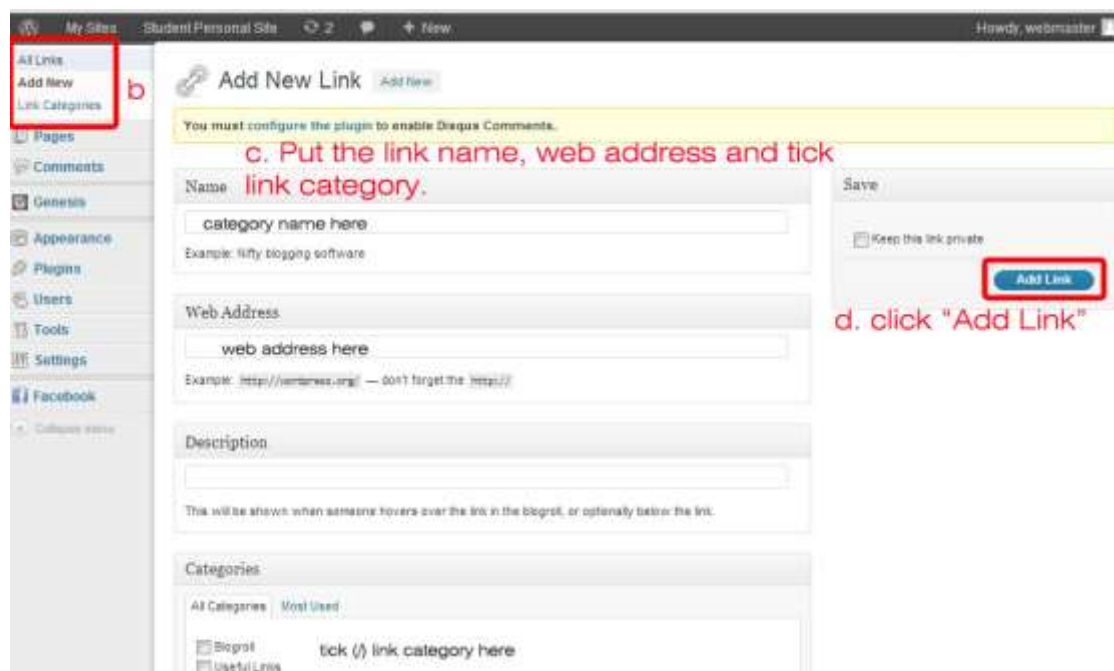 My Sites Student Personal Site 2 + New Howdy, webmaster
All Links
Add New
Link Categories
b
Pages
Comments
Genesis
Appearance
Plugins
Users
Tools
Settings
Facebook
Collapse menu
Add New Link Add New
You must configure the plugin to enable Disqus Comments.
c. Put the link name, web address and tick
link category.
Name
category name here
Example: Nifty blogging software
Web Address
web address here
Example: http://wordpress.org/ — don't forget the http://
Description
This will be shown when someone hovers over the link in the blogroll, or optionally below the link.
Categories
All Categories Most Used
Blogroll
tick (/) link category here
Useful Links
Save
Keep this link private
Add Link
d. click “Add Link”